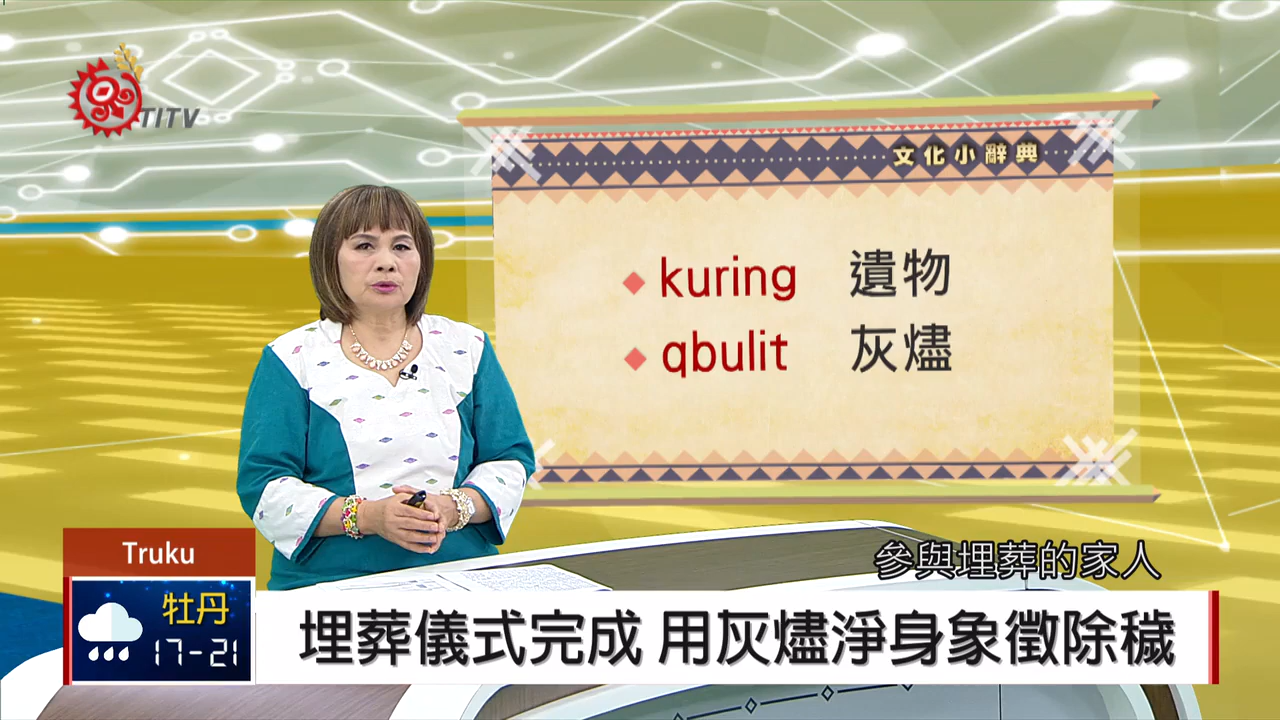 TITV
文化小辭典
kuring 遺物
qbulit 灰燼
參與埋葬的家人
Truku
牡丹
17-21
埋葬儀式完成 用灰燼淨身象徵除穢